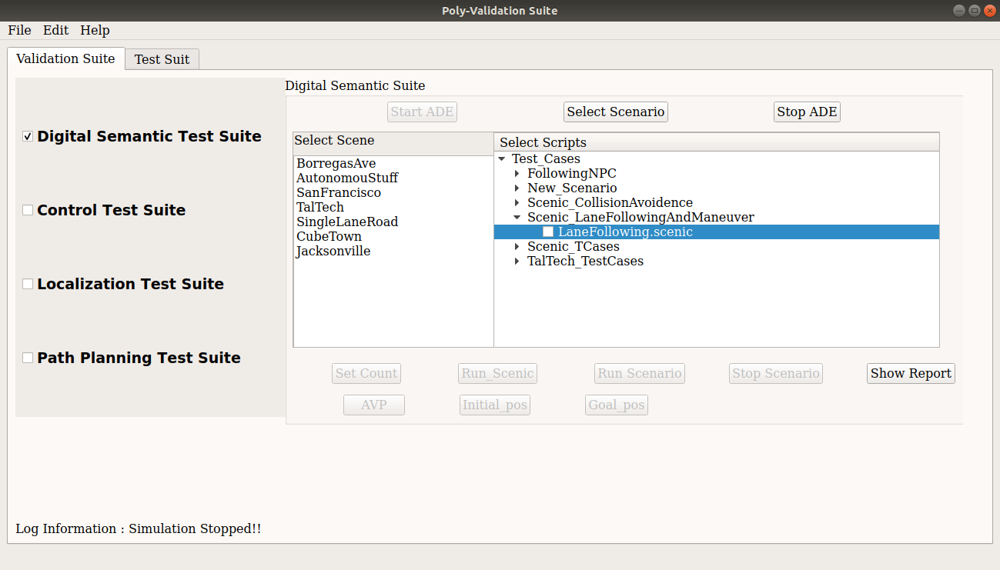 Poly-Validation Suite
File Edit Help
Validation Suite Test Suit
Digital Semantic Suite
Start ADE Select Scenario Stop ADE
Digital Semantic Test Suite
Control Test Suite
Localization Test Suite
Path Planning Test Suite
Select Scene
BorregasAve
AutonomouStuff
SanFrancisco
TalTech
SingleLaneRoad
CubeTown
Jacksonville
Select Scripts
Test_Cases
FollowingNPC
New_Scenario
Scenic_CollisionAvoidence
Scenic_LaneFollowingAndManeuver
LaneFollowing.scenic
Scenic_TCases
TalTech_TestCases
Set Count Run_Scenic Run Scenario Stop Scenario Show Report
AVP Initial_pos Goal_pos
Log Information : Simulation Stopped!!